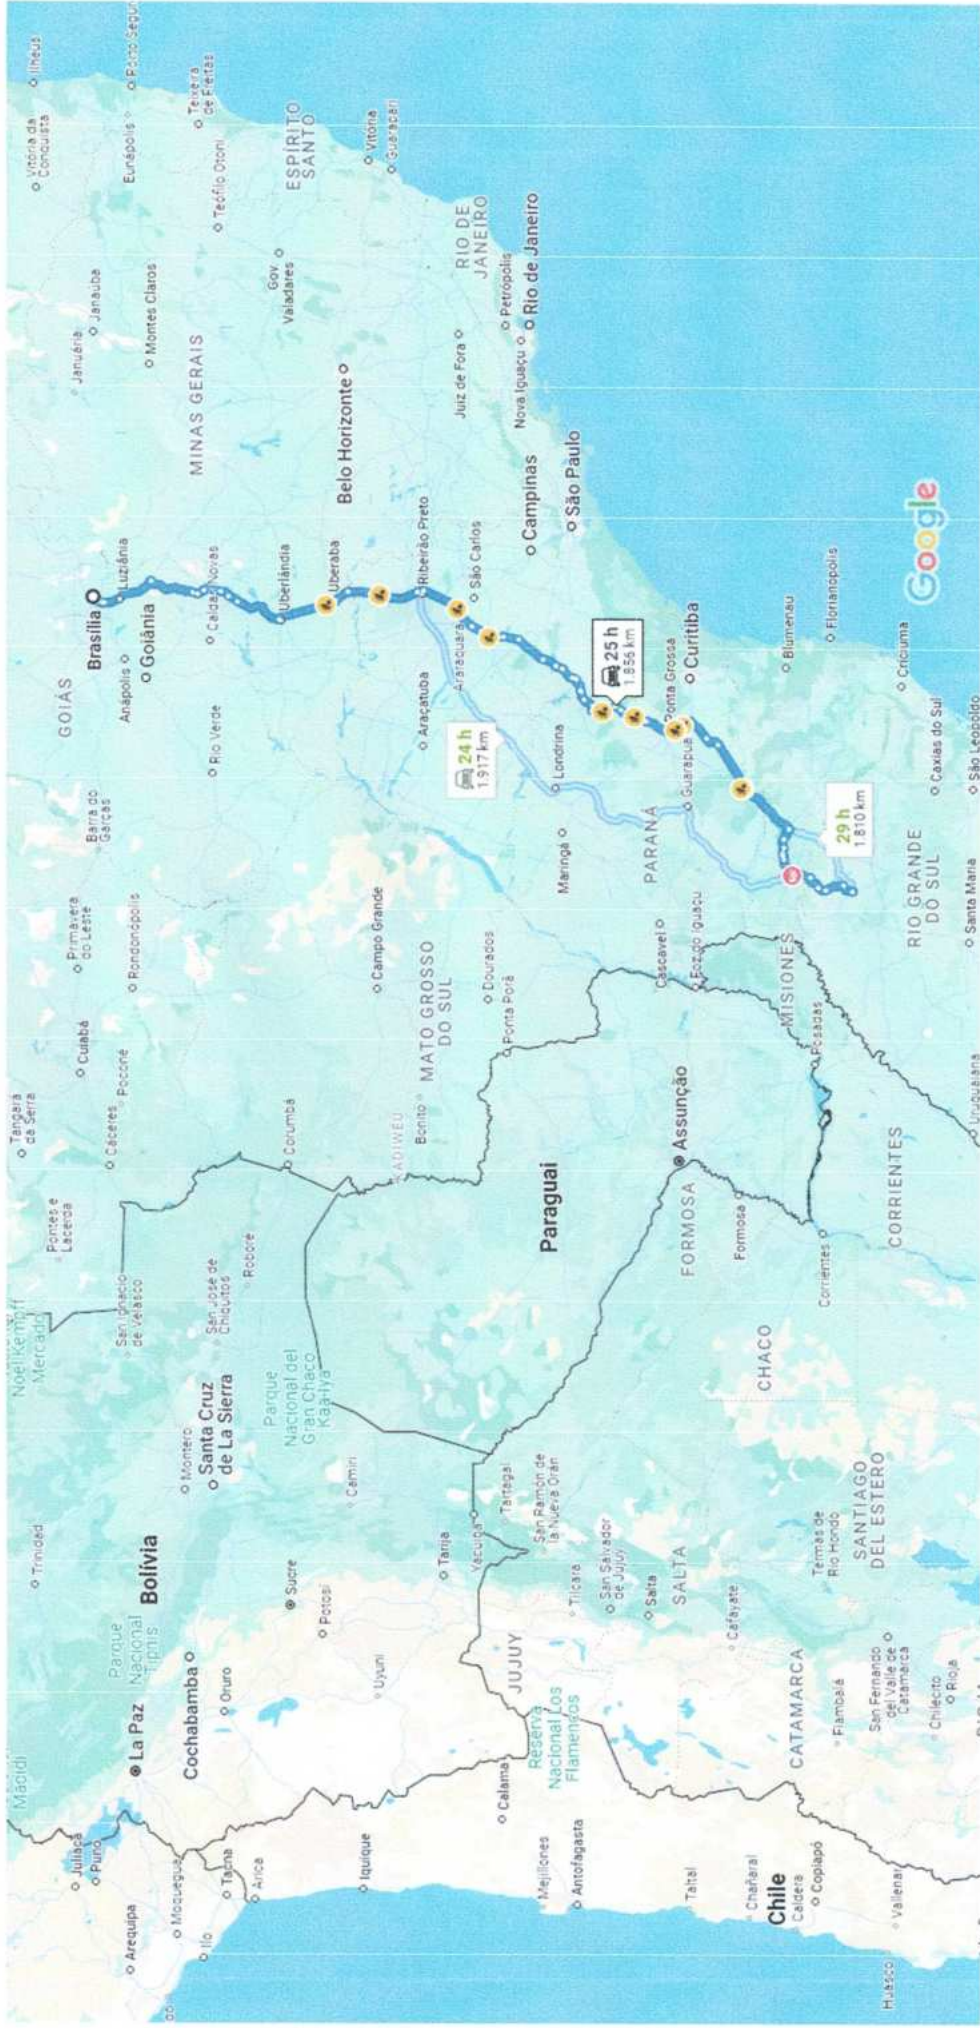 Madidi
Noel Kempff
Mercado
Tangará
da Serra
Trinidad
Pontes e
Lacerda
Primavera
do Leste
Barra do
Garças
GOIÁS
Januária
Janaúba
Vitória da
Conquista
Ilhéus
Juliaca
Puno
Cuiabá
Brasília
Luziânia
Arequipa
La Paz
Parque
Nacional
Tipnis
Bolívia
San Ignacio
de Velasco
Cáceres
Poconé
Rondonópolis
Anápolis
Goiânia
Montes Claros
Eunápolis
Porto Segur
Moquegua
Ilo
Cochabamba
Montero
Santa Cruz
de La Sierra
San José de
Chiquitos
Rio Verde
Caldas Novas
MINAS GERAIS
Teófilo Otoni
Teixeira
de Freitas
Tacna
Arica
Oruro
Roboré
Sucre
Parque
Nacional del
Gran Chaco
Kaa-Iya
Corumbá
Uberlândia
Gov.
Valadares
ESPÍRITO
SANTO
Potosí
Camiri
Uberaba
Belo Horizonte
Iquique
Uyuni
KADIWÉU
Campo Grande
Vitória
Guarapari
Bonito
MATO GROSSO
DO SUL
Araçatuba
Ribeirão Preto
Tarija
Yacuiba
24 h
1.917 km
Araraquara
São Carlos
Juiz de Fora
RIO DE
JANEIRO
Calama
JUJUY
Tartagal
Ponta Porã
Dourados
Petrópolis
Nova Iguaçu
Rio de Janeiro
Mejillones
Antofagasta
Reserva
Nacional Los
Flamencos
San Ramón de
la Nueva Orán
Paraguai
Maringá
Londrina
Campinas
São Paulo
Tilcara
San Salvador
de Jujuy
25 h
1.856 km
Salta
SALTA
PARANÁ
Cascavel
Ponta Grossa
Taltal
FORMOSA
Assunção
Foz do Iguaçu
Guarapuava
Curitiba
Cafayate
Formosa
Chañaral
Chile
Caldera
Copiapó
CATAMARCA
CHACO
MISIONES
Blumenau
Termas de
Río Hondo
Corrientes
Posadas
29 h
1.810 km
Florianópolis
Fiambalá
SANTIAGO
DEL ESTERO
San Fernando
del Valle de
Catamarca
CORRIENTES
Criciúma
Huasco
Vallenar
Chilecito
La Rioja
RIO GRANDE
DO SUL
Caxias do Sul
Google
Uruguaiana
Santa Maria
São Leopoldo